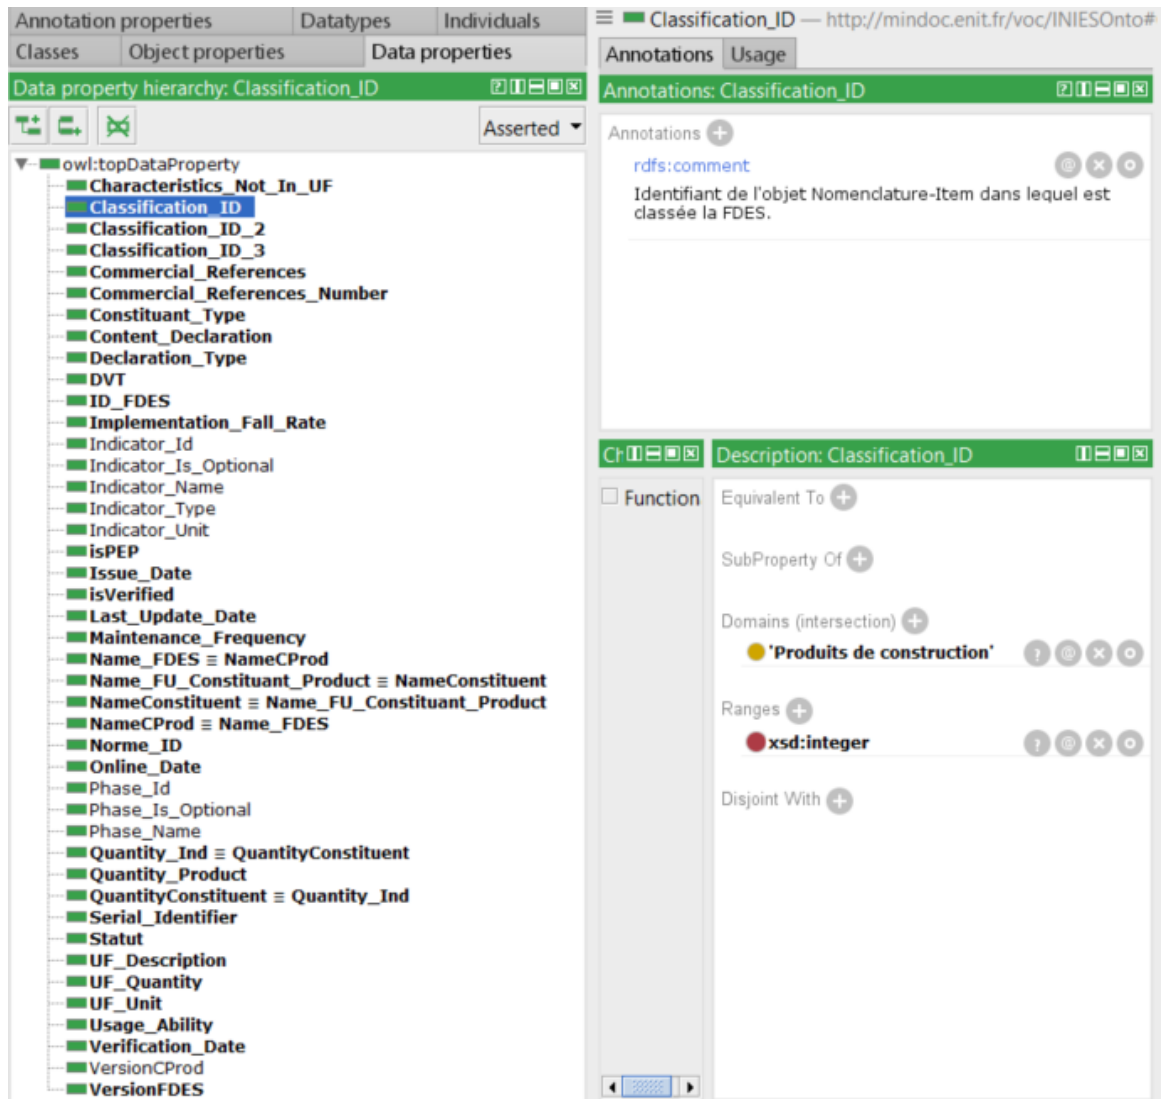 Annotation properties Datatypes Individuals
Classes Object properties Data properties
Data property hierarchy: Classification_ID
Asserted
owl:topDataProperty
Characteristics_Not_In_UF
Classification_ID
Classification_ID_2
Classification_ID_3
Commercial_References
Commercial_References_Number
Constituant_Type
Content_Declaration
Declaration_Type
DVT
ID_FDES
Implementation_Fall_Rate
Indicator_Id
Indicator_Is_Optional
Indicator_Name
Indicator_Type
Indicator_Unit
isPEP
Issue_Date
isVerified
Last_Update_Date
Maintenance_Frequency
Name_FDES ≡ NameCProd
Name_FU_Constituant_Product ≡ NameConstituent
NameConstituent ≡ Name_FU_Constituant_Product
NameCProd ≡ Name_FDES
Norme_ID
Online_Date
Phase_Id
Phase_Is_Optional
Phase_Name
Quantity_Ind ≡ QuantityConstituent
Quantity_Product
QuantityConstituent ≡ Quantity_Ind
Serial_Identifier
Statut
UF_Description
UF_Quantity
UF_Unit
Usage_Ability
Verification_Date
VersionCProd
VersionFDES
Classification_ID — http://mindoc.enit.fr/voc/INIESOnto#
Annotations Usage
Annotations: Classification_ID
Annotations
rdfs:comment
Identifiant de l'objet Nomenclature-Item dans lequel est
classée la FDES.
Ch
Function
Description: Classification_ID
Equivalent To
SubProperty Of
Domains (intersection)
'Produits de construction'
Ranges
xsd:integer
Disjoint With